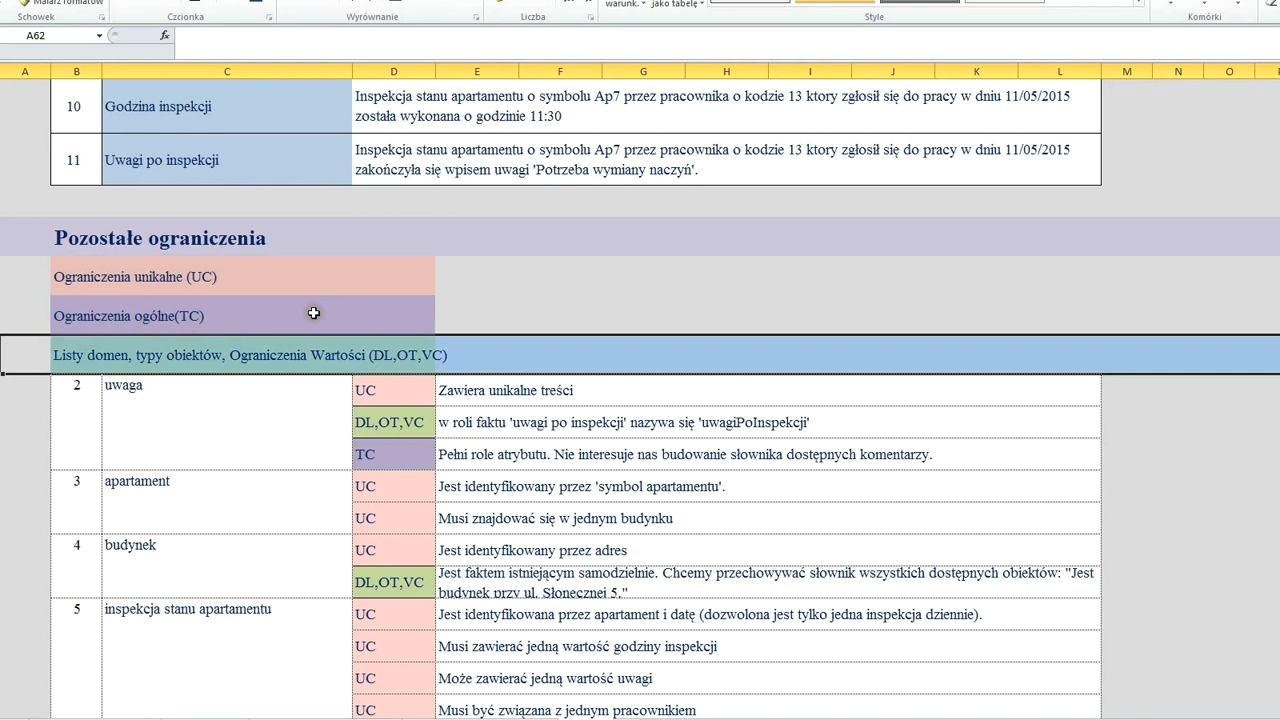 Malarz formatów
warunk. jako tabelę
Schowek Czcionka Wyrównanie Liczba Style Komórki
A62 fx
A B C D E F G H I J K L M N O
10 Godzina inspekcji Inspekcja stanu apartamentu o symbolu Ap7 przez pracownika o kodzie 13 ktory zgłosił się do pracy w dniu 11/05/2015
została wykonana o godzinie 11:30
11 Uwagi po inspekcji Inspekcja stanu apartamentu o symbolu Ap7 przez pracownika o kodzie 13 ktory zgłosił się do pracy w dniu 11/05/2015
zakończyła się wpisem uwagi 'Potrzeba wymiany naczyń'.
Pozostałe ograniczenia
Ograniczenia unikalne (UC)
Ograniczenia ogólne(TC)
Listy domen, typy obiektów, Ograniczenia Wartości (DL,OT,VC)
2 uwaga UC Zawiera unikalne treści
DL,OT,VC w roli faktu 'uwagi po inspekcji' nazywa się 'uwagiPoInspekcji'
TC Pełni role atrybutu. Nie interesuje nas budowanie słownika dostępnych komentarzy.
3 apartament UC Jest identyfikowany przez 'symbol apartamentu'.
UC Musi znajdować się w jednym budynku
4 budynek UC Jest identyfikowany przez adres
DL,OT,VC Jest faktem istniejącym samodzielnie. Chcemy przechowywać słownik wszystkich dostępnych obiektów: "Jest
budynek przy ul. Słonecznej 5."
5 inspekcja stanu apartamentu UC Jest identyfikowana przez apartament i datę (dozwolona jest tylko jedna inspekcja dziennie).
UC Musi zawierać jedną wartość godziny inspekcji
UC Może zawierać jedną wartość uwagi
UC Musi być związana z jednym pracownikiem